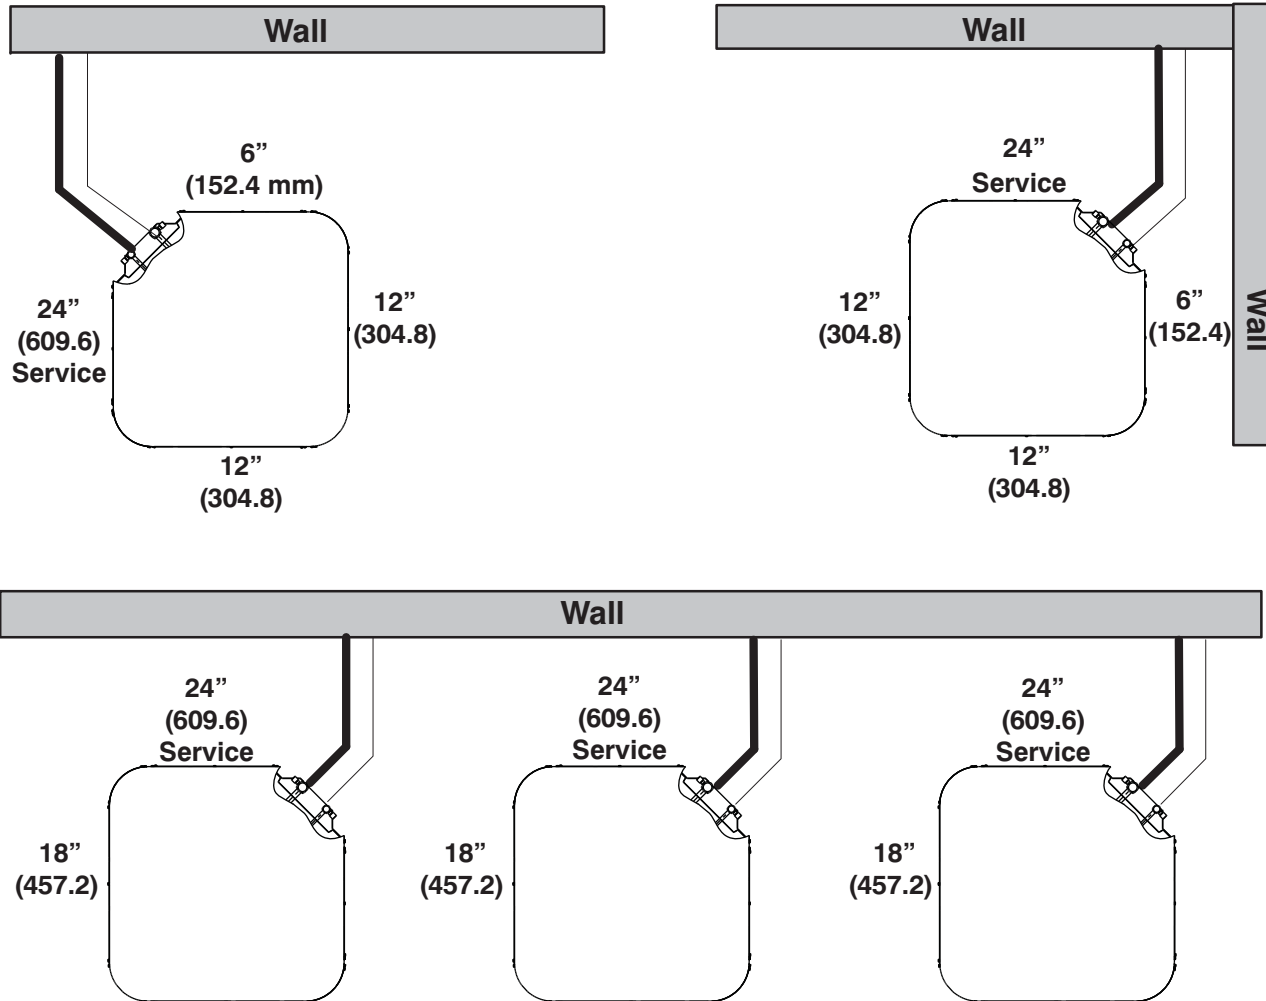 Wall
6”
(152.4 mm)
24”
(609.6)
Service
12”
(304.8)
12”
(304.8)
Wall
24”
Service
12”
(304.8)
6”
(152.4)
Wall
12”
(304.8)
Wall
24”
(609.6)
Service
24”
(609.6)
Service
24”
(609.6)
Service
18”
(457.2)
18”
(457.2)
18”
(457.2)